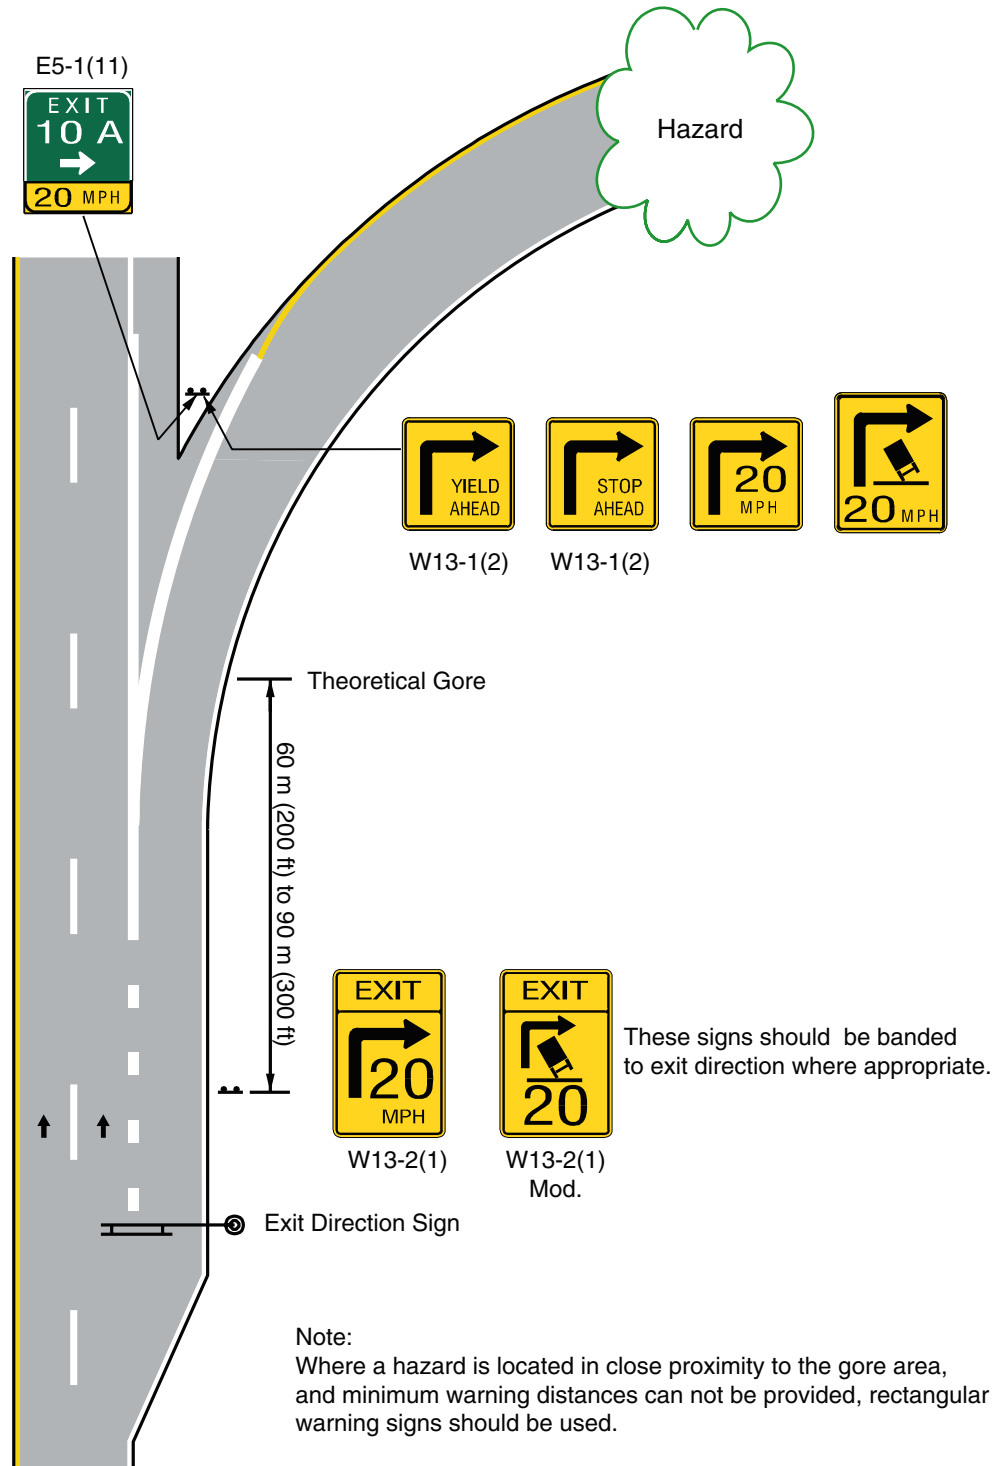 E5-1(11)
EXIT
10 A
20 MPH
Hazard
YIELD
AHEAD
STOP
AHEAD
20
MPH
20 MPH
W13-1(2)
W13-1(2)
Theoretical Gore
60 m (200 ft) to 90 m (300 ft)
EXIT
20
MPH
EXIT
20
These signs should be banded
to exit direction where appropriate.
W13-2(1)
W13-2(1)
Mod.
Exit Direction Sign
Note:
Where a hazard is located in close proximity to the gore area,
and minimum warning distances can not be provided, rectangular
warning signs should be used.